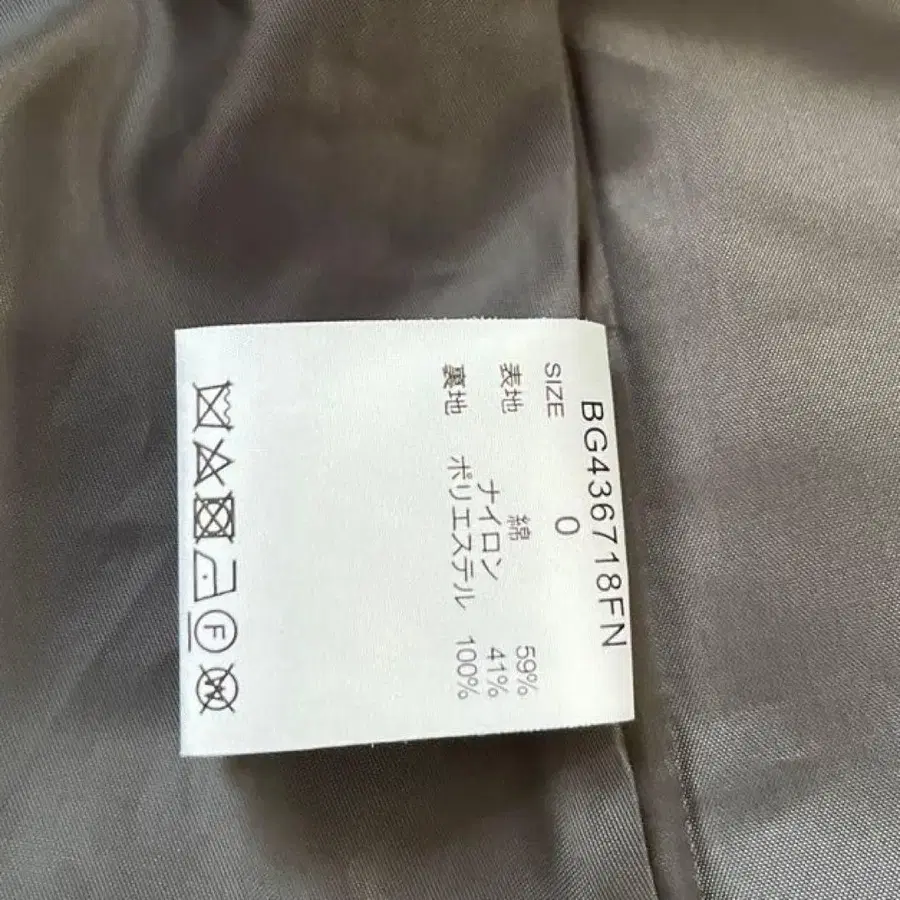 BG436718FN
SIZE 0
表地 綿 59%
ナイロン 41%
裏地 ポリエステル 100%
F W